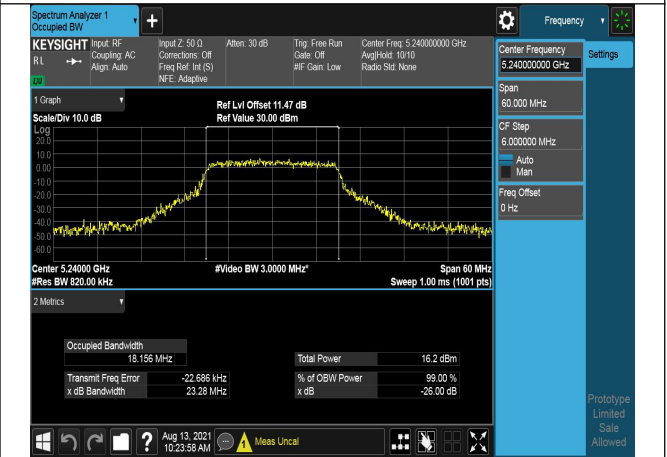 Spectrum Analyzer 1
Occupied BW
Frequency
KEYSIGHT
RL
LXI
Input: RF
Coupling: AC
Align: Auto
Input Z: 50 Ω
Corrections: Off
Freq Ref: Int (S)
NFE: Adaptive
Atten: 30 dB
Trig: Free Run
Gate: Off
#IF Gain: Low
Center Freq: 5.240000000 GHz
Avg|Hold: 10/10
Radio Std: None
Center Frequency
5.240000000 GHz
Settings
Span
60.000 MHz
CF Step
6.000000 MHz
Auto
Man
Freq Offset
0 Hz
1 Graph
Scale/Div 10.0 dB
Ref Lvl Offset 11.47 dB
Ref Value 30.00 dBm
Log
20.0
10.0
0.00
-10.0
-20.0
-30.0
-40.0
-50.0
-60.0
Center 5.24000 GHz
#Video BW 3.0000 MHz*
Span 60 MHz
#Res BW 820.00 kHz
Sweep 1.00 ms (1001 pts)
2 Metrics
Occupied Bandwidth
18.156 MHz
Total Power 16.2 dBm
Transmit Freq Error -22.686 kHz
% of OBW Power 99.00 %
x dB Bandwidth 23.28 MHz
x dB -26.00 dB
Prototype
Limited
Sale
Allowed
?
Aug 13, 2021
10:23:58 AM
Meas Uncal